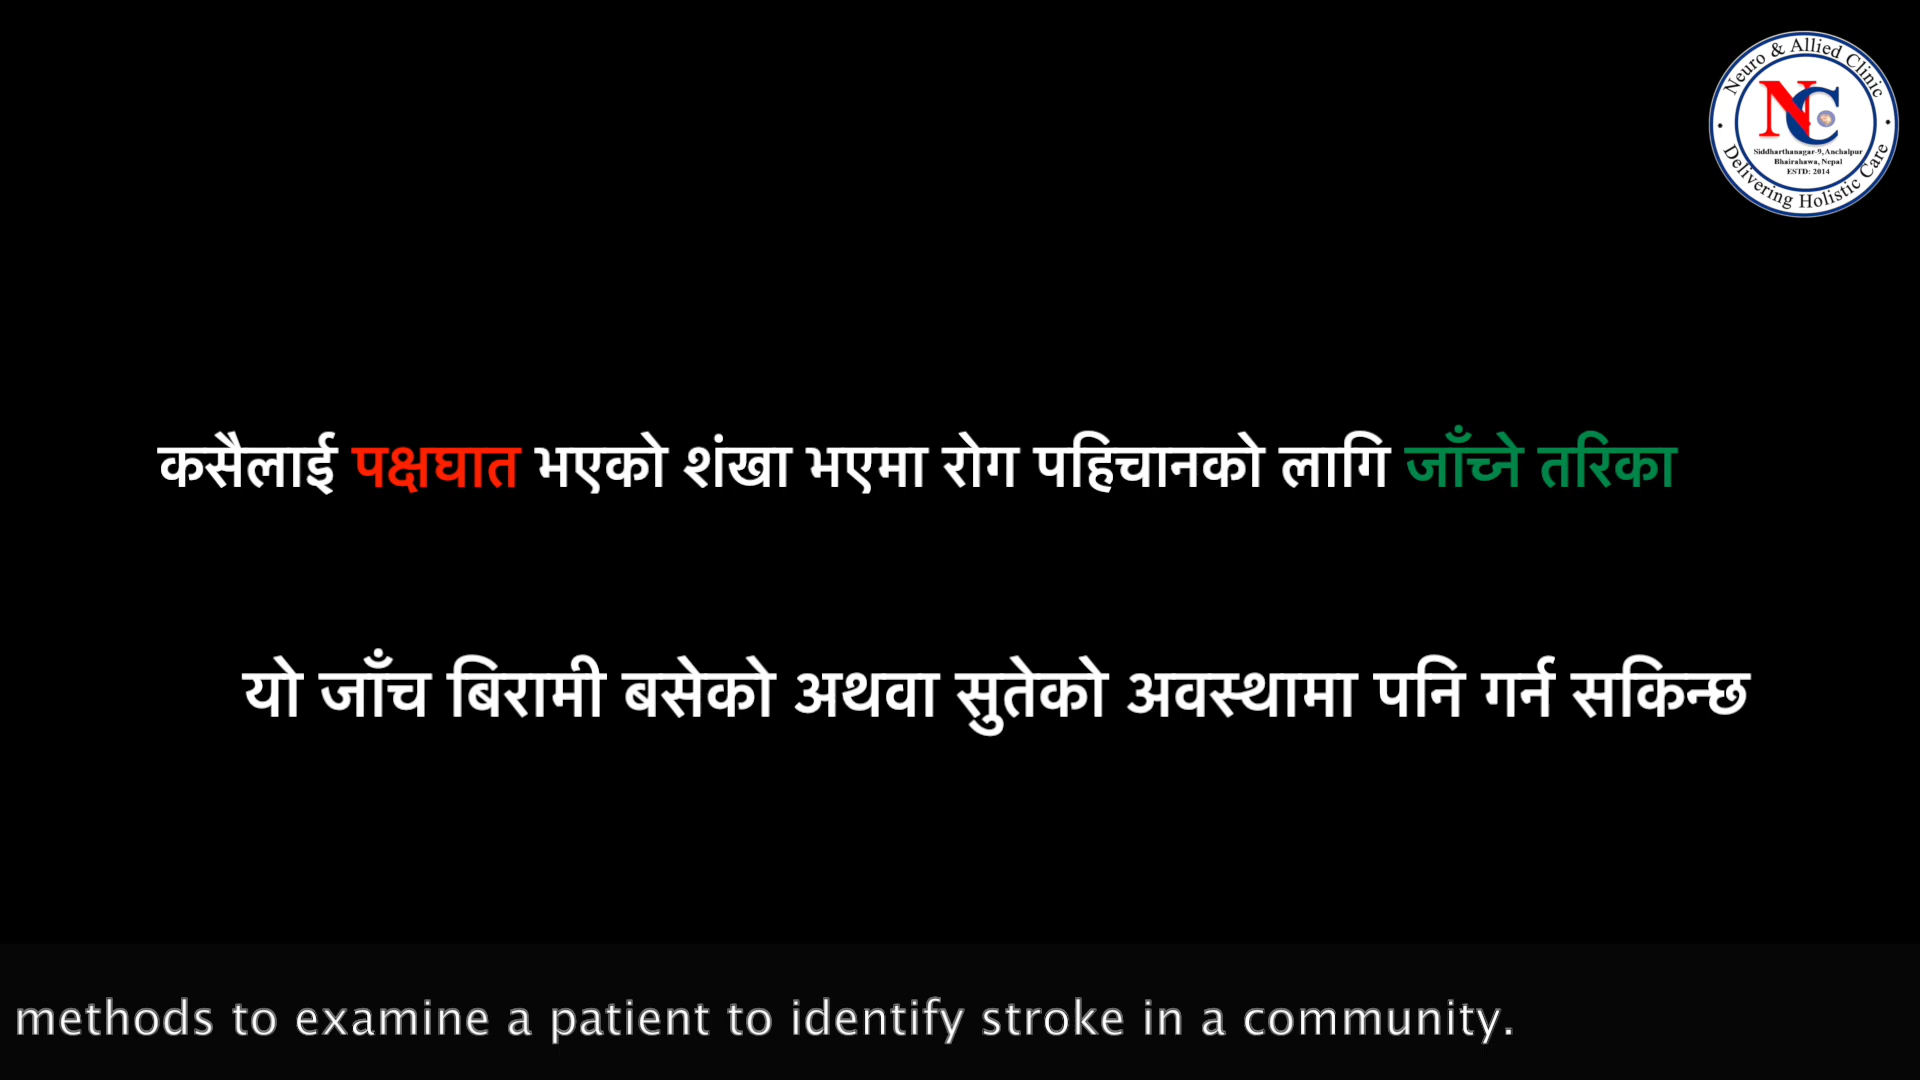 Neuro & Allied Clinic
NC
Siddharthanagar-9, Anchalpur
Bhairahawa, Nepal
ESTD: 2014
Delivering Holistic Care
कसैलाई पक्षघात भएको शंखा भएमा रोग पहिचानको लागि जाँच्ने तरिका
यो जाँच बिरामी बसेको अथवा सुतेको अवस्थामा पनि गर्न सकिन्छ
methods to examine a patient to identify stroke in a community.